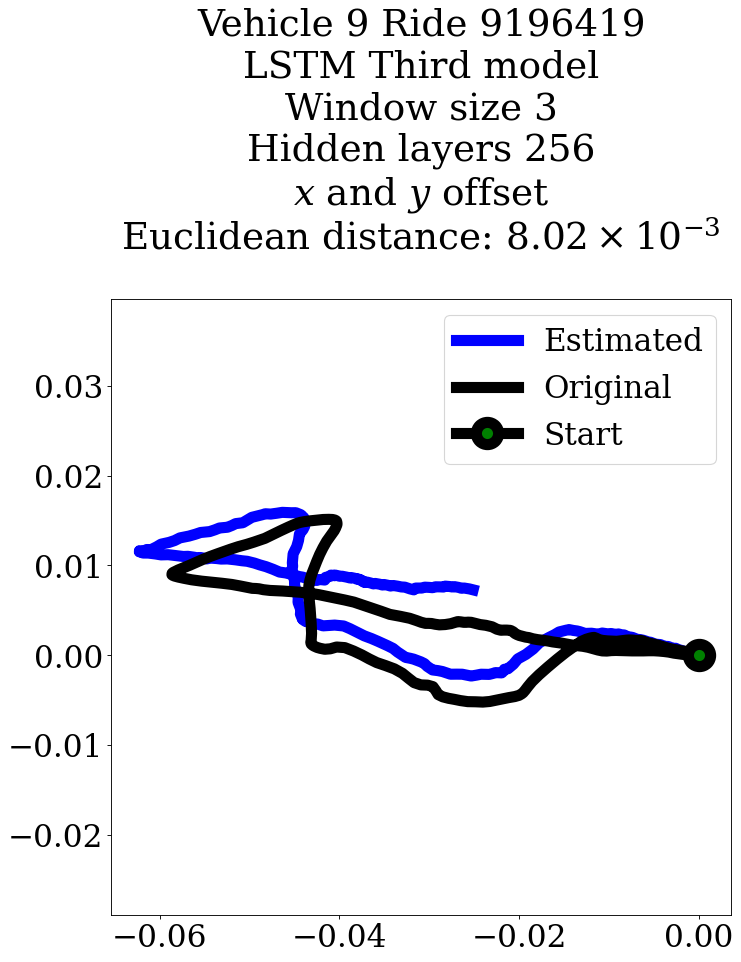 Vehicle 9 Ride 9196419
LSTM Third model
Window size 3
Hidden layers 256
x and y offset
Euclidean distance: 8.02 × 10⁻³
Estimated
Original
Start
0.03
0.02
0.01
0.00
−0.01
−0.02
−0.06 −0.04 −0.02 0.00